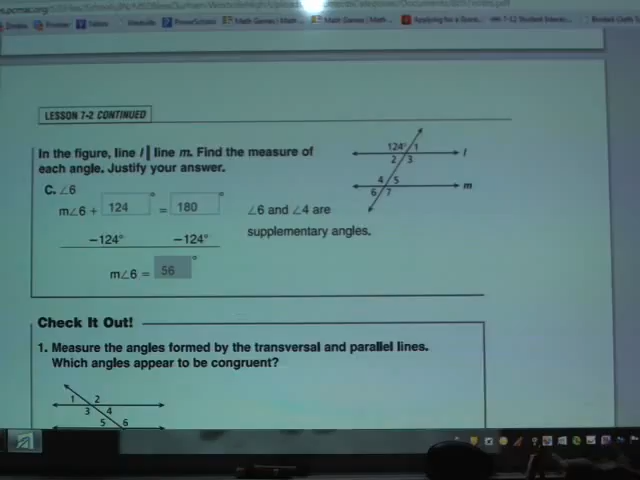 LESSON 7-2 CONTINUED
In the figure, line l || line m. Find the measure of
each angle. Justify your answer.
124° 1
2 3
l
4 5
6 7
m
C. ∠6
m∠6 + 124° = 180°
∠6 and ∠4 are
supplementary angles.
−124° −124°
m∠6 = 56°
Check It Out!
1. Measure the angles formed by the transversal and parallel lines.
Which angles appear to be congruent?
1 2
3 4
5 6